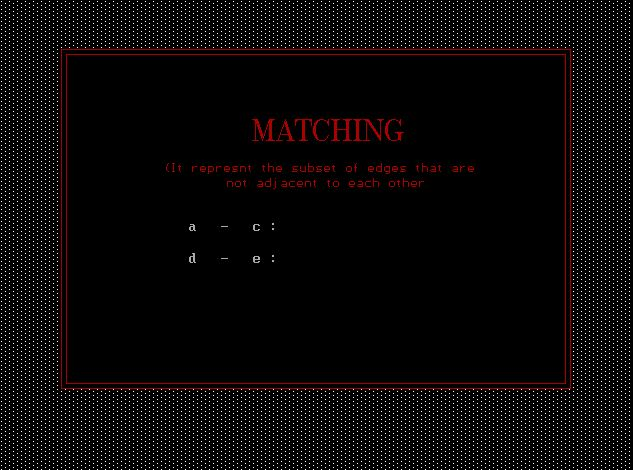 MATCHING
(It represnt the subset of edges that are
not adjacent to each other
a - c :
d - e :